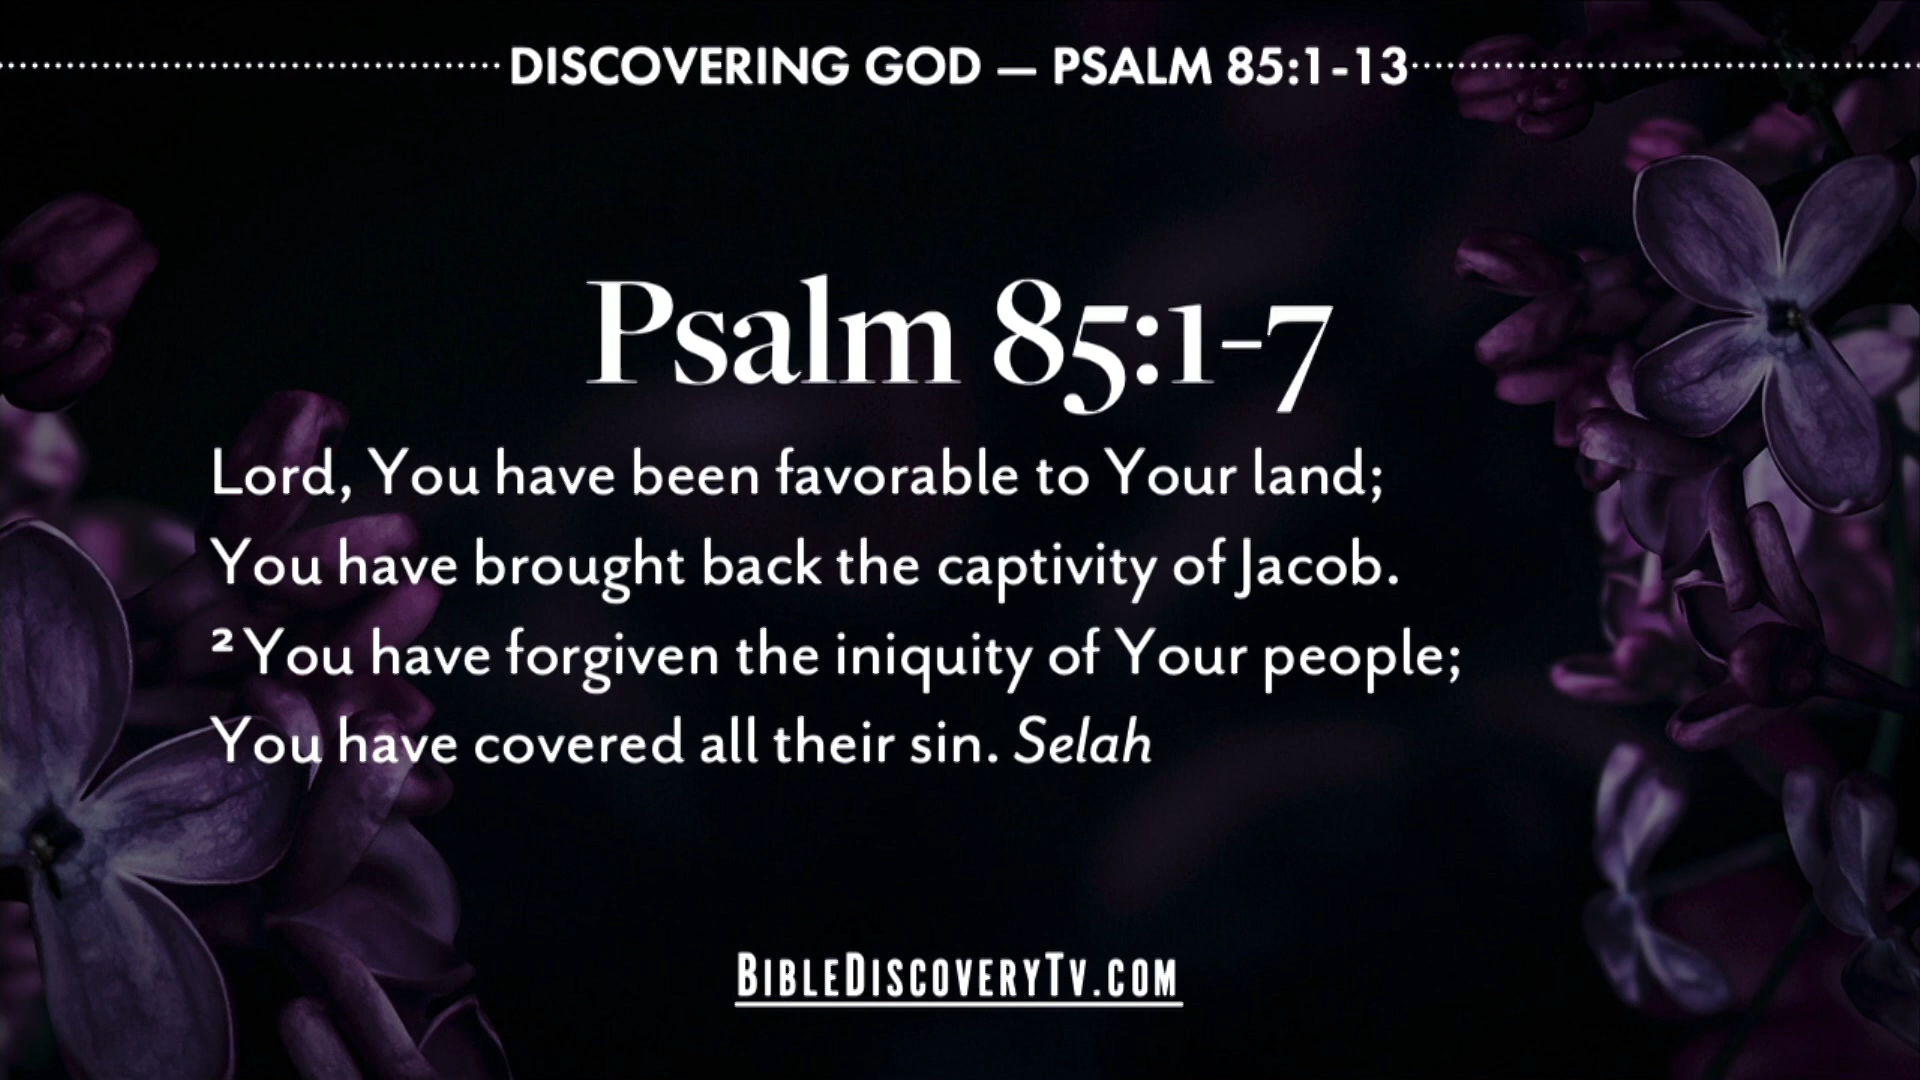 DISCOVERING GOD — PSALM 85:1-13
Psalm 85:1-7
Lord, You have been favorable to Your land;
You have brought back the captivity of Jacob.
² You have forgiven the iniquity of Your people;
You have covered all their sin. Selah
BIBLEDISCOVERYTV.COM